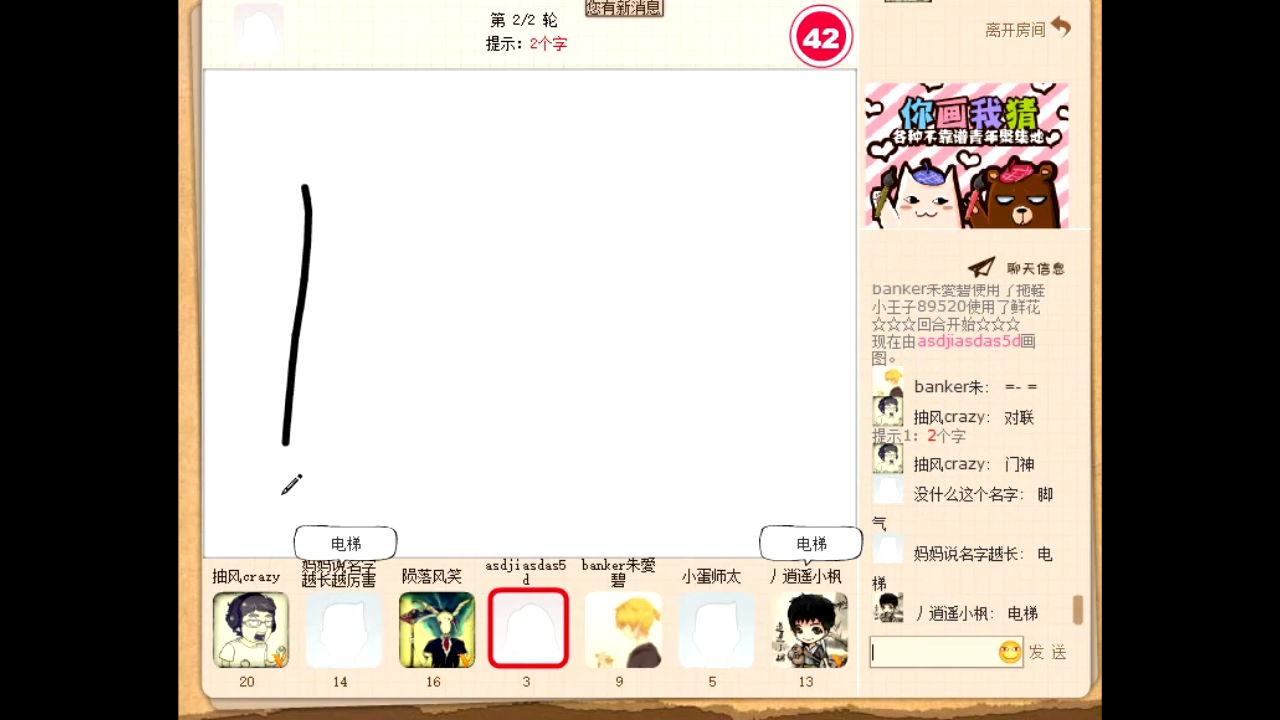 您有新消息
第 2/2 轮
提示：2个字
42
离开房间
你画我猜
各种不靠谱青年聚集地
聊天信息
banker朱愛碧使用了拖鞋
小王子89520使用了鲜花
☆☆☆回合开始☆☆☆
现在由asdjiasdas5d画
图。
banker朱： =- =
抽风crazy： 对联
提示1：2个字
抽风crazy： 门神
没什么这个名字： 脚
气
妈妈说名字越长： 电
梯
丿逍遥小枫： 电梯
发 送
电梯
电梯
抽风crazy
妈妈说名字
越长越厉害
陨落风笑
asdjiasdas5
d
banker朱愛
碧
小蛋师太
丿逍遥小枫
20
14
16
3
9
5
13